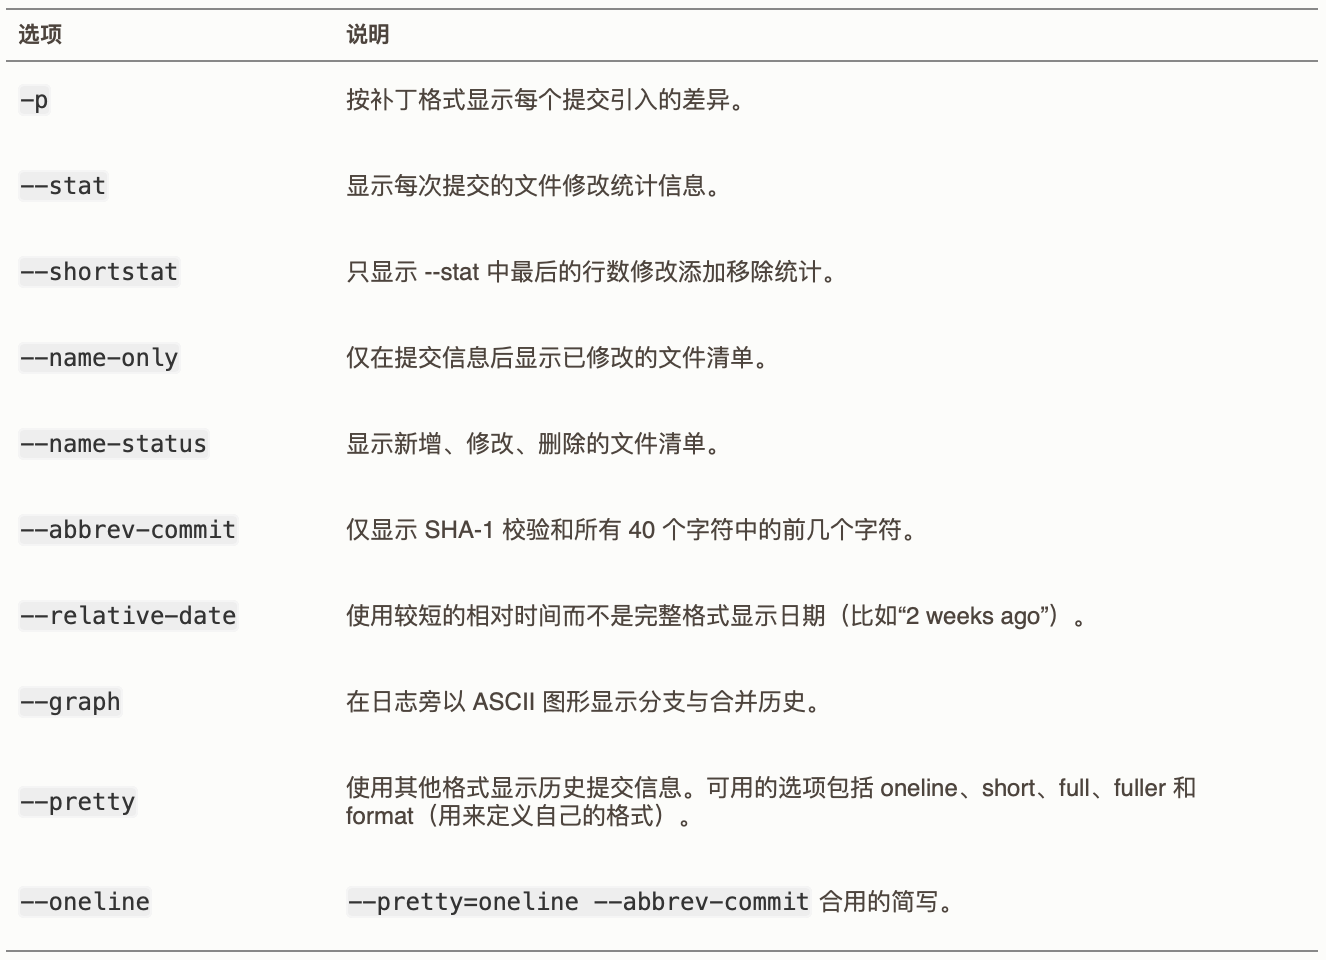 选项 说明
-p 按补丁格式显示每个提交引入的差异。
--stat 显示每次提交的文件修改统计信息。
--shortstat 只显示 --stat 中最后的行数修改添加移除统计。
--name-only 仅在提交信息后显示已修改的文件清单。
--name-status 显示新增、修改、删除的文件清单。
--abbrev-commit 仅显示 SHA-1 校验和所有 40 个字符中的前几个字符。
--relative-date 使用较短的相对时间而不是完整格式显示日期（比如“2 weeks ago”）。
--graph 在日志旁以 ASCII 图形显示分支与合并历史。
--pretty 使用其他格式显示历史提交信息。可用的选项包括 oneline、short、full、fuller 和
format（用来定义自己的格式）。
--oneline --pretty=oneline --abbrev-commit 合用的简写。